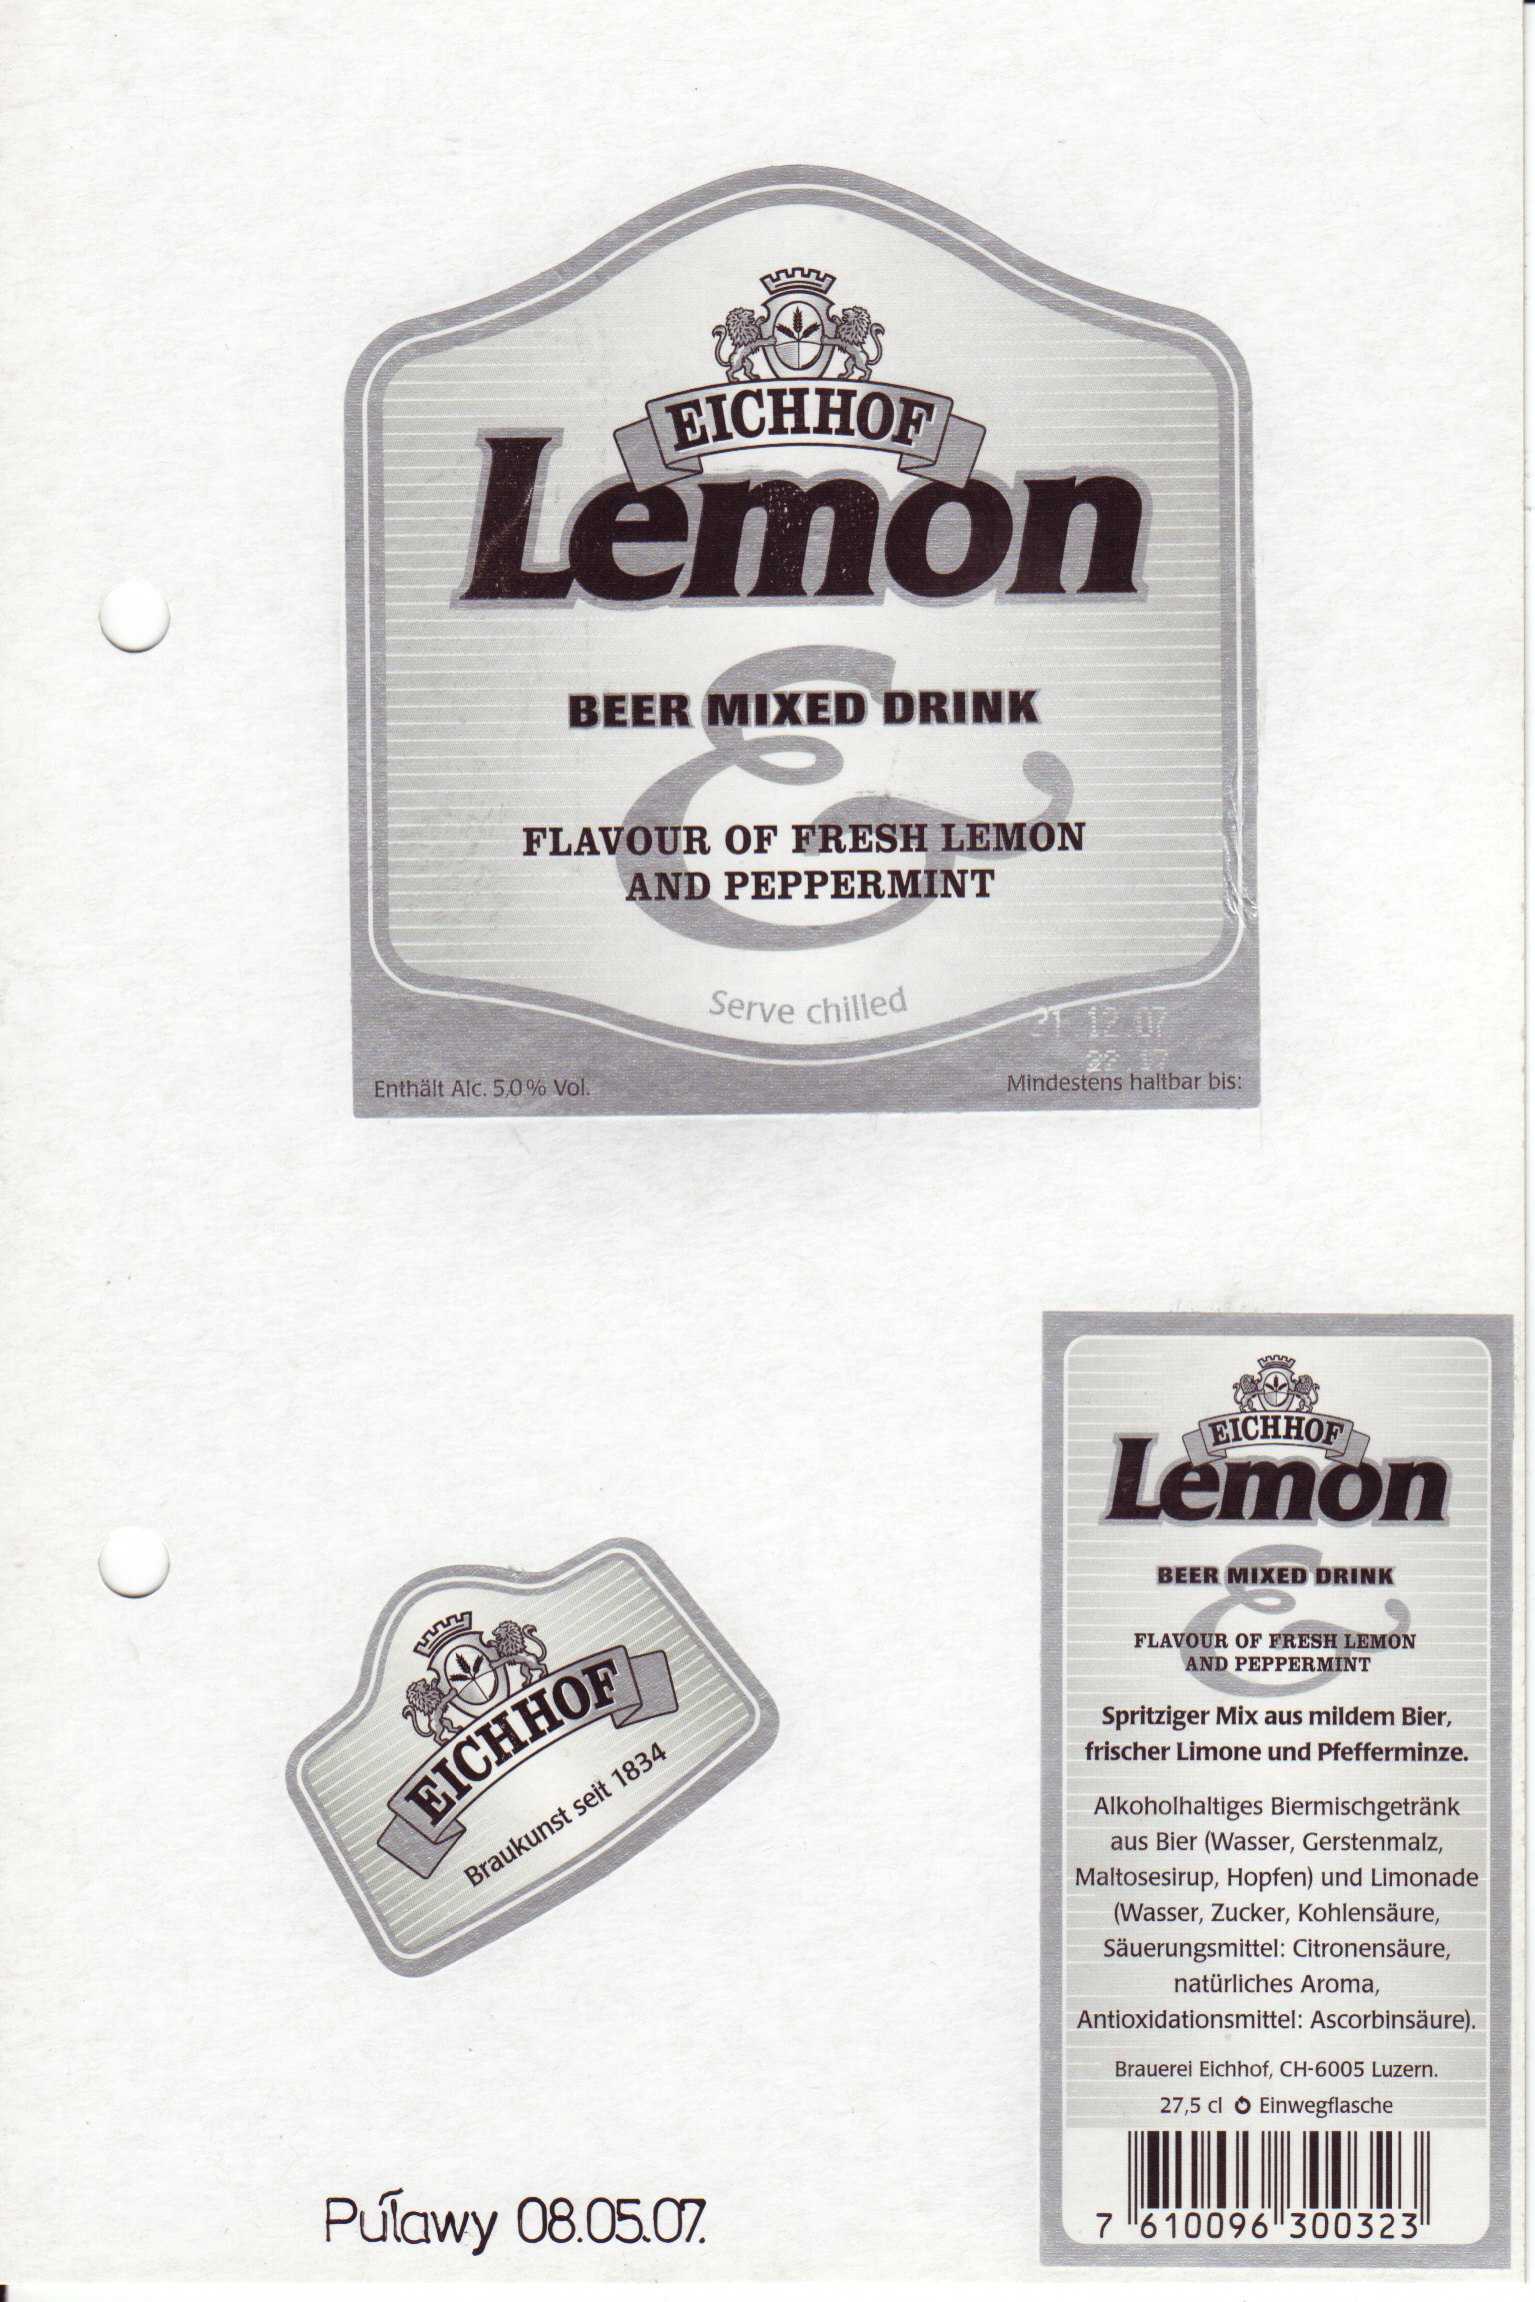 EICHHOF
Lemon
&
BEER MIXED DRINK
FLAVOUR OF FRESH LEMON
AND PEPPERMINT
Serve chilled
21 12 07
Enthält Alc. 5,0% Vol.
Mindestens haltbar bis:
EICHHOF
Braukunst seit 1834
EICHHOF
Lemon
&
BEER MIXED DRINK
FLAVOUR OF FRESH LEMON
AND PEPPERMINT
Spritziger Mix aus mildem Bier,
frischer Limone und Pfefferminze.
Alkoholhaltiges Biermischgetränk
aus Bier (Wasser, Gerstenmalz,
Maltosesirup, Hopfen) und Limonade
(Wasser, Zucker, Kohlensäure,
Säuerungsmittel: Citronensäure,
natürliches Aroma,
Antioxidationsmittel: Ascorbinsäure).
Brauerei Eichhof, CH-6005 Luzern.
27,5 cl Einwegflasche
7 610096 300323
Puławy 08.05.07.